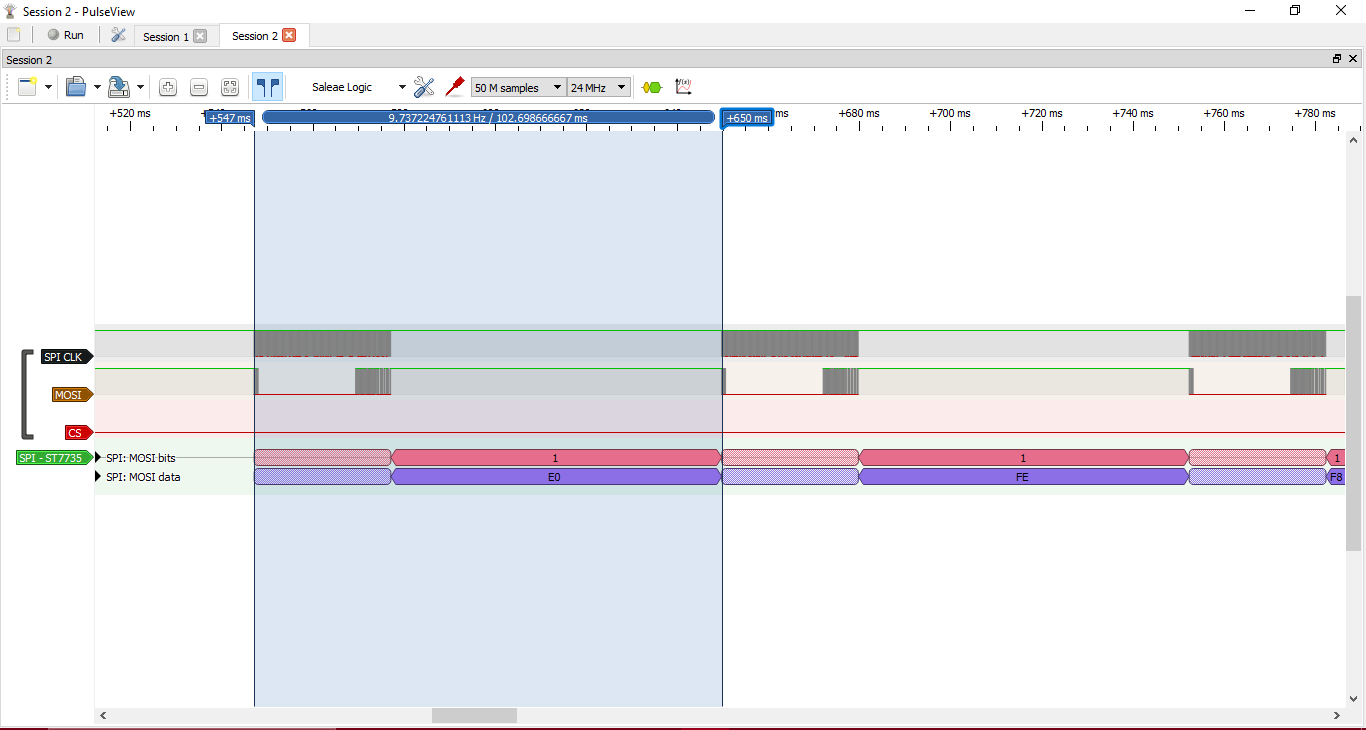 Session 2 - PulseView
Run
Session 1
Session 2
Session 2
Saleae Logic
50 M samples
24 MHz
+520 ms
+547 ms
9.737224761113 Hz / 102.698666667 ms
+650 ms
ms
+680 ms
+700 ms
+720 ms
+740 ms
+760 ms
+780 ms
SPI CLK
MOSI
CS
SPI - ST7735
SPI: MOSI bits
1
1
1
SPI: MOSI data
E0
FE
F8